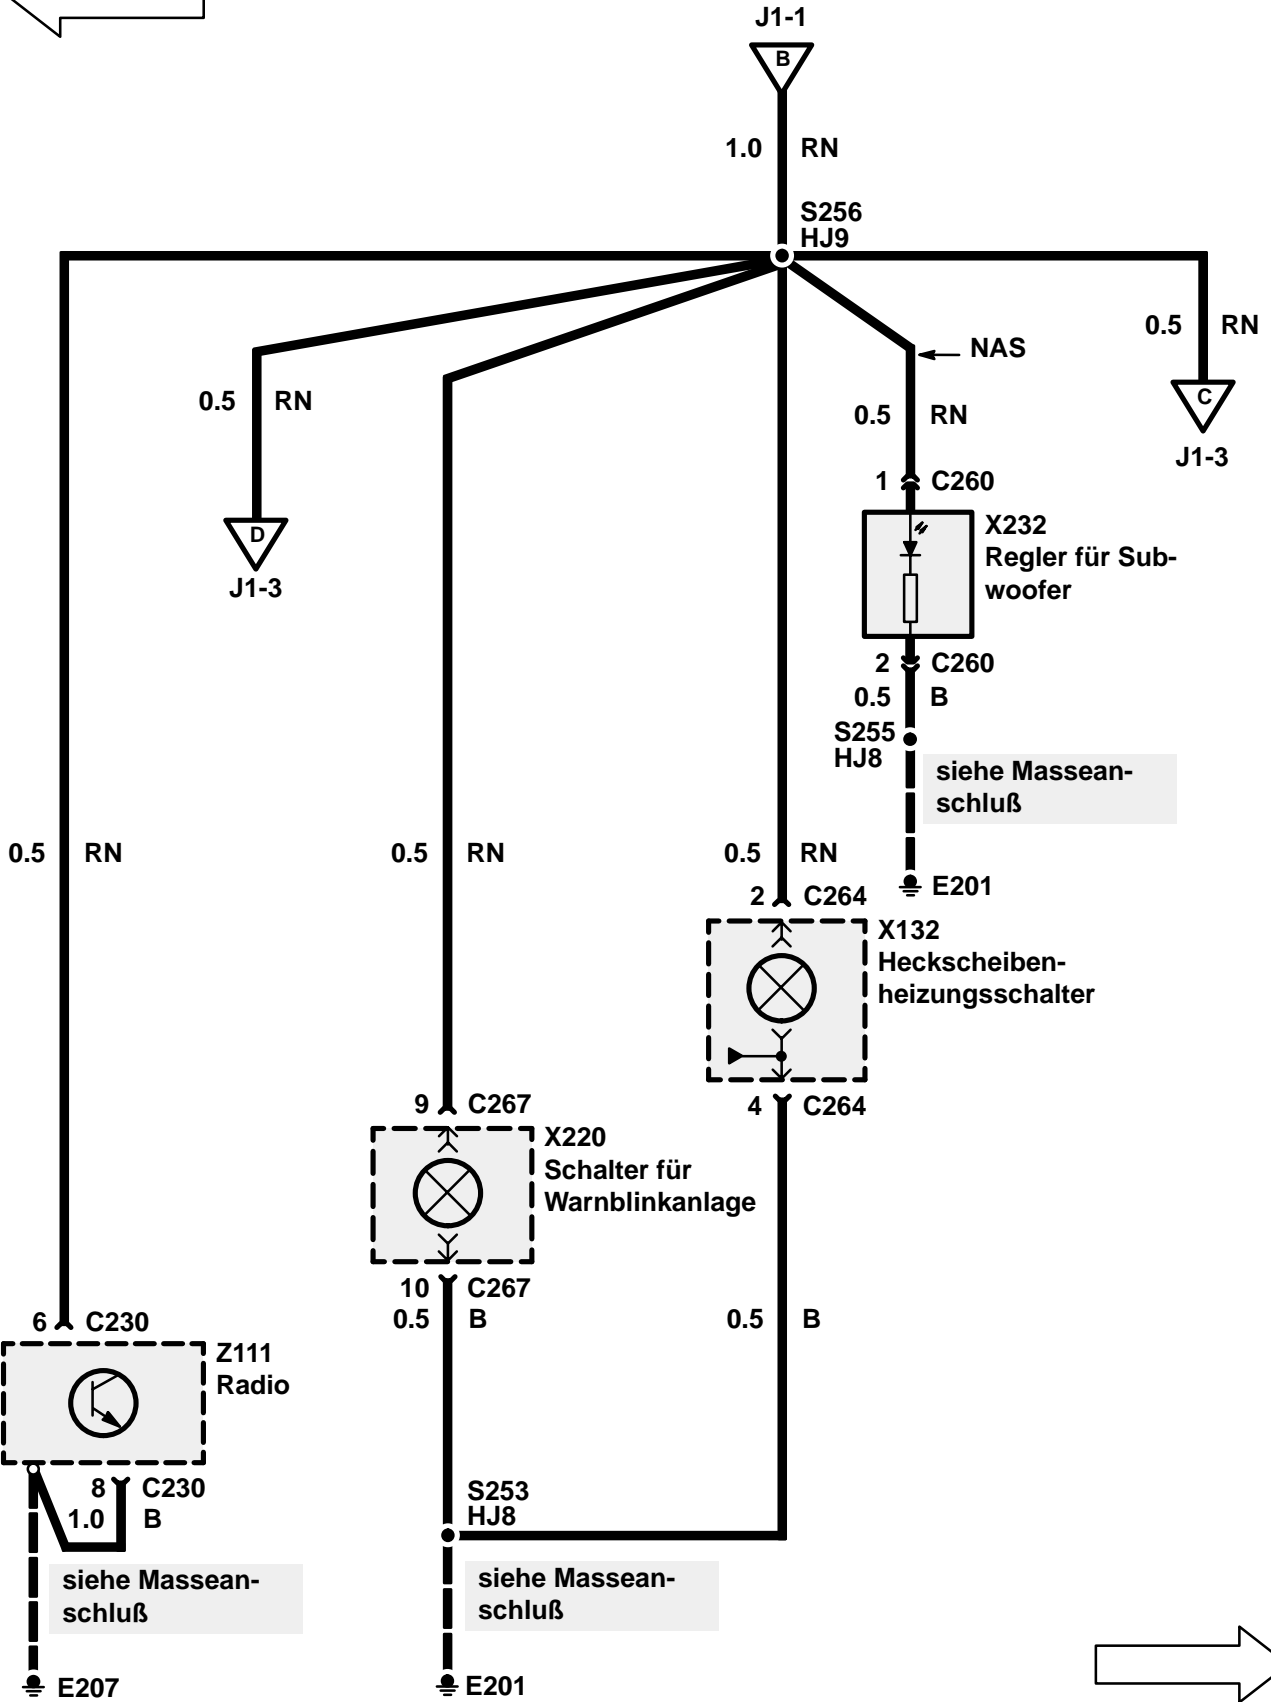 J1-1
B
1.0 RN
S256
HJ9
0.5 RN
NAS
0.5 RN
0.5 RN
C
J1-3
1 C260
D
J1-3
X232
Regler für Sub-
woofer
2 C260
0.5 B
S255
HJ8
siehe Massean-
schluß
0.5 RN
0.5 RN
0.5 RN
E201
2 C264
X132
Heckscheiben-
heizungsschalter
9 C267
4 C264
X220
Schalter für
Warnblinkanlage
10 C267
0.5 B
0.5 B
6 C230
Z111
Radio
8 C230
1.0 B
S253
HJ8
siehe Massean-
schluß
siehe Massean-
schluß
E207
E201